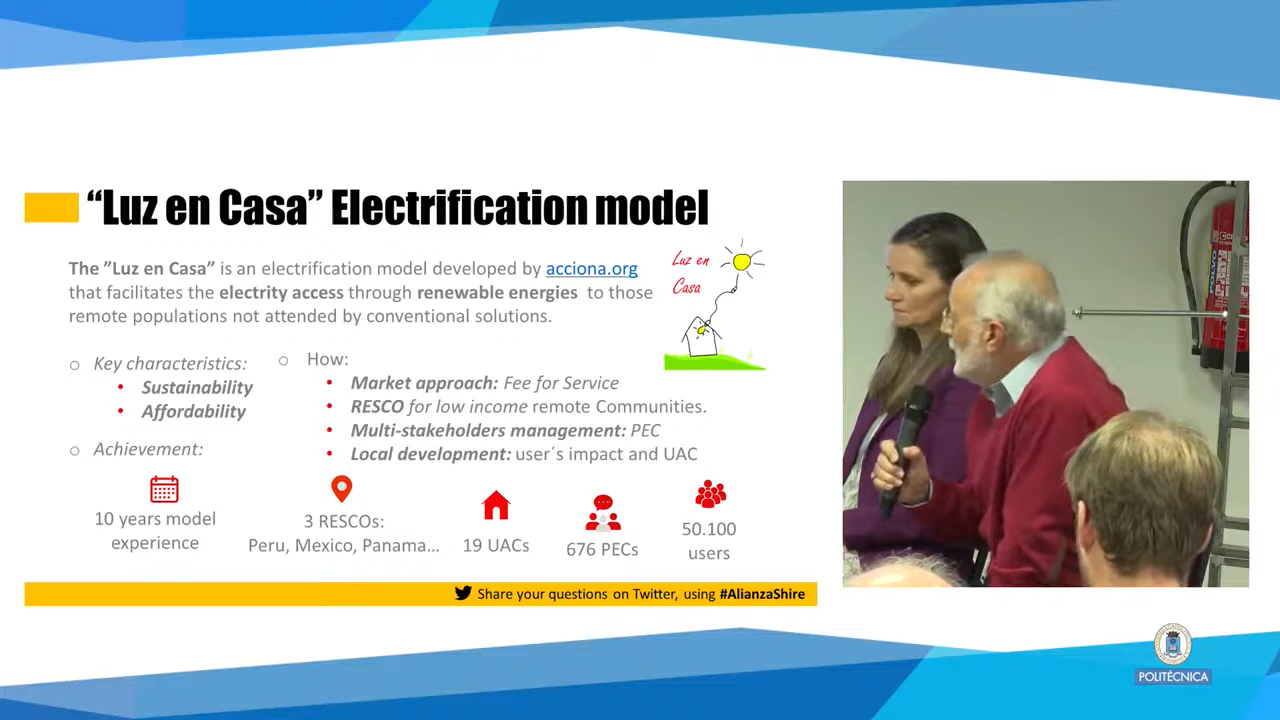 “Luz en Casa” Electrification model
The ”Luz en Casa” is an electrification model developed by acciona.org
that facilitates the electrity access through renewable energies to those
remote populations not attended by conventional solutions.
Luz en
Casa
Key characteristics:
Sustainability
Affordability
How:
Market approach: Fee for Service
RESCO for low income remote Communities.
Multi-stakeholders management: PEC
Local development: user´s impact and UAC
Achievement:
10 years model
experience
3 RESCOs:
Peru, Mexico, Panama...
19 UACs
676 PECs
50.100
users
Share your questions on Twitter, using #AlianzaShire
POLVO
POLITÉCNICA